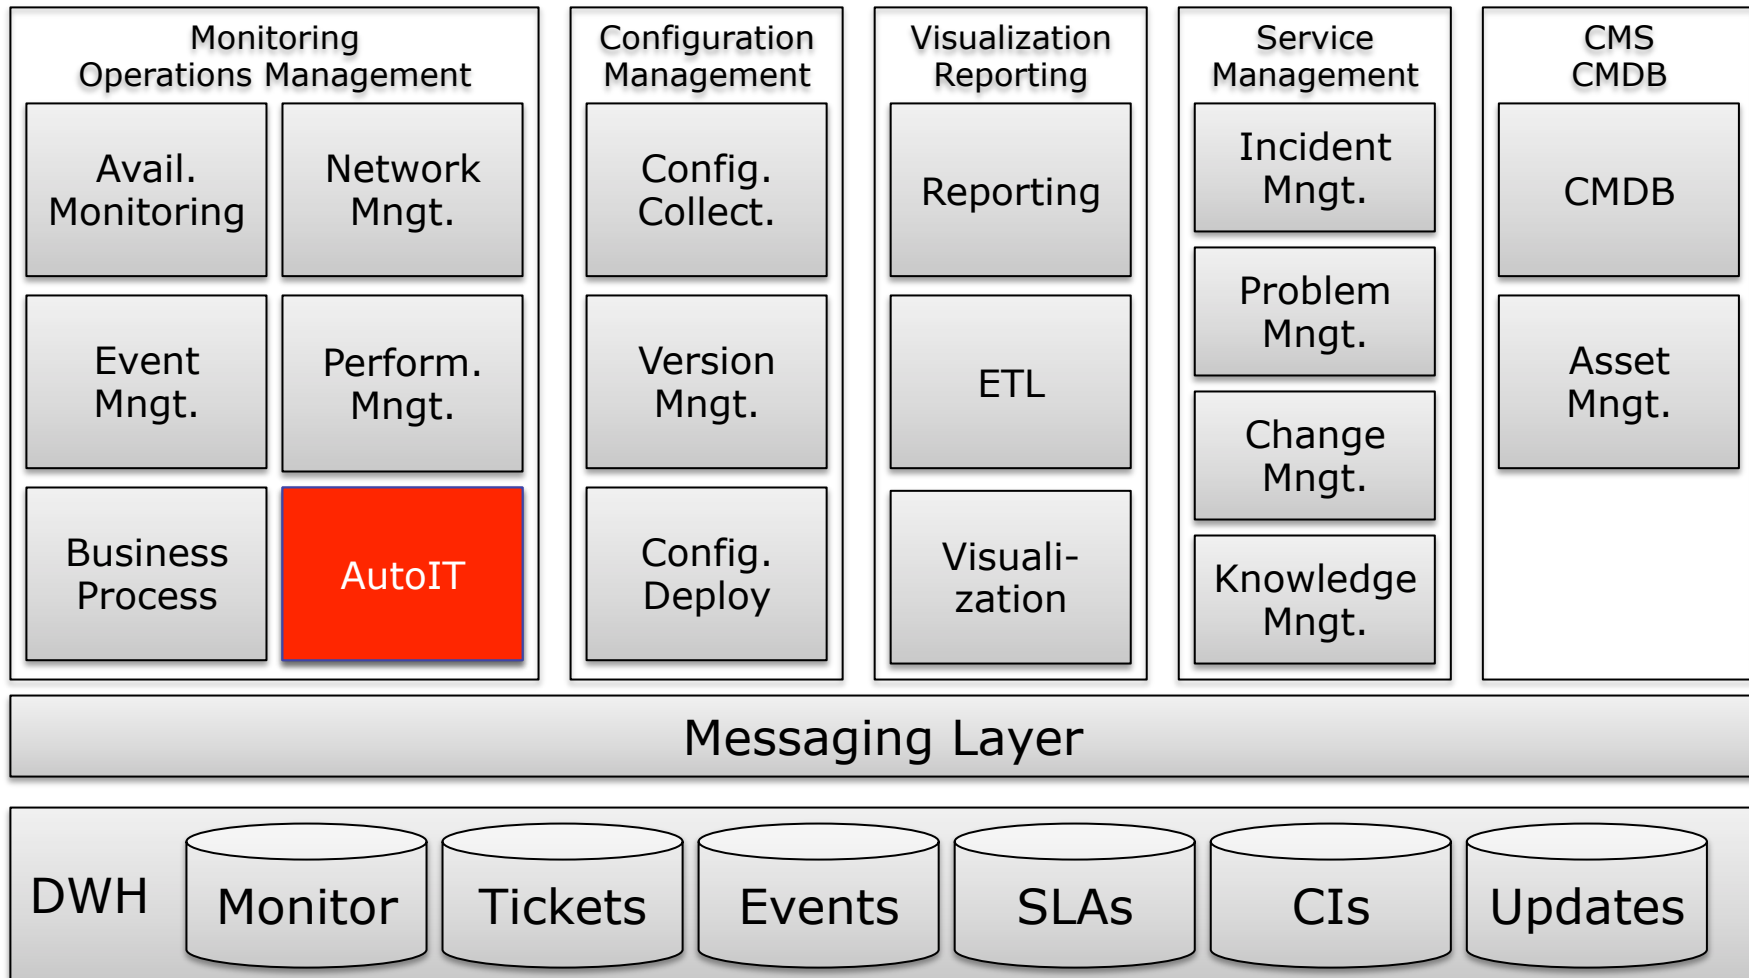 Monitoring
Operations Management
Avail.
Monitoring
Network
Mngt.
Event
Mngt.
Perform.
Mngt.
Business
Process
AutoIT
Configuration
Management
Config.
Collect.
Version
Mngt.
Config.
Deploy
Visualization
Reporting
Reporting
ETL
Visuali-
zation
Service
Management
Incident
Mngt.
Problem
Mngt.
Change
Mngt.
Knowledge
Mngt.
CMS
CMDB
CMDB
Asset
Mngt.
Messaging Layer
DWH
Monitor
Tickets
Events
SLAs
CIs
Updates